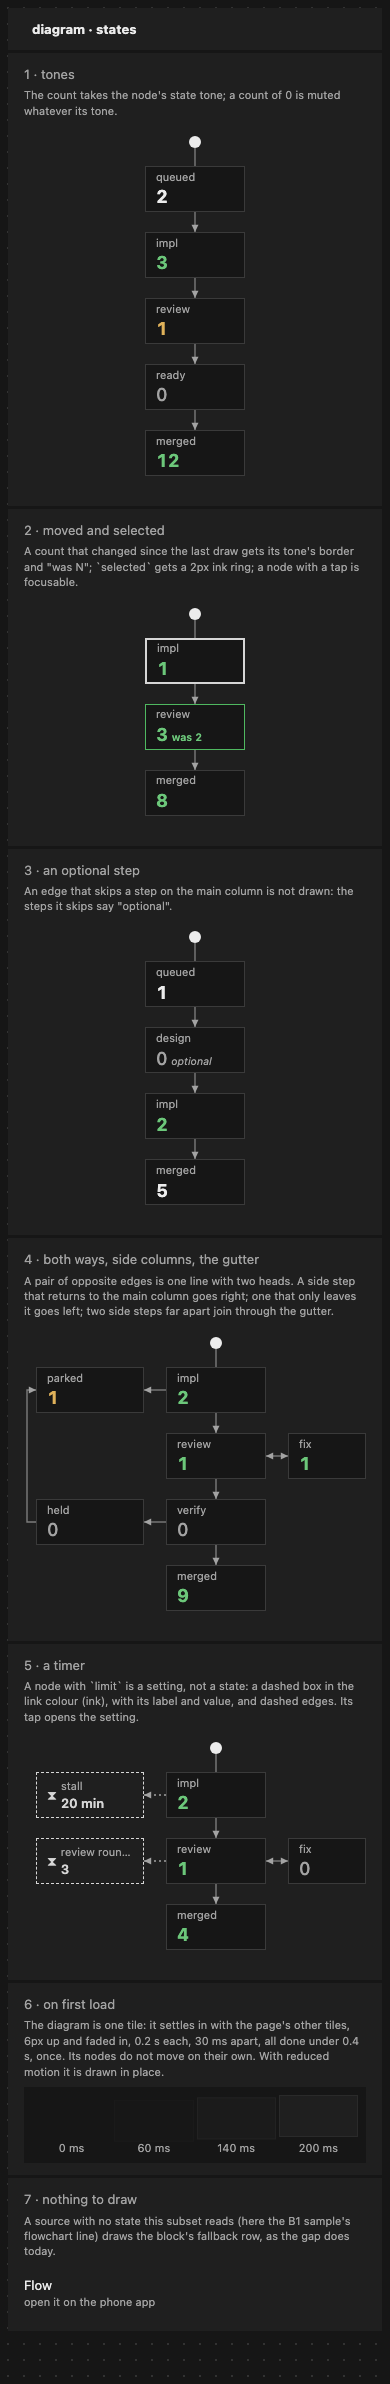 diagram · states
1 · tones
The count takes the node's state tone; a count of 0 is muted
whatever its tone.
queued
2
impl
3
review
1
ready
0
merged
12
2 · moved and selected
A count that changed since the last draw gets its tone's border
and "was N"; `selected` gets a 2px ink ring; a node with a tap is
focusable.
impl
1
review
3 was 2
merged
8
3 · an optional step
An edge that skips a step on the main column is not drawn: the
steps it skips say "optional".
queued
1
design
0 optional
impl
2
merged
5
4 · both ways, side columns, the gutter
A pair of opposite edges is one line with two heads. A side step
that returns to the main column goes right; one that only leaves
it goes left; two side steps far apart join through the gutter.
parked
1
impl
2
review
1
fix
1
held
0
verify
0
merged
9
5 · a timer
A node with `limit` is a setting, not a state: a dashed box in the
link colour (ink), with its label and value, and dashed edges. Its
tap opens the setting.
stall
20 min
impl
2
review roun...
3
review
1
fix
0
merged
4
6 · on first load
The diagram is one tile: it settles in with the page's other tiles,
6px up and faded in, 0.2 s each, 30 ms apart, all done under 0.4
s, once. Its nodes do not move on their own. With reduced
motion it is drawn in place.
0 ms
60 ms
140 ms
200 ms
7 · nothing to draw
A source with no state this subset reads (here the B1 sample's
flowchart line) draws the block's fallback row, as the gap does
today.
Flow
open it on the phone app